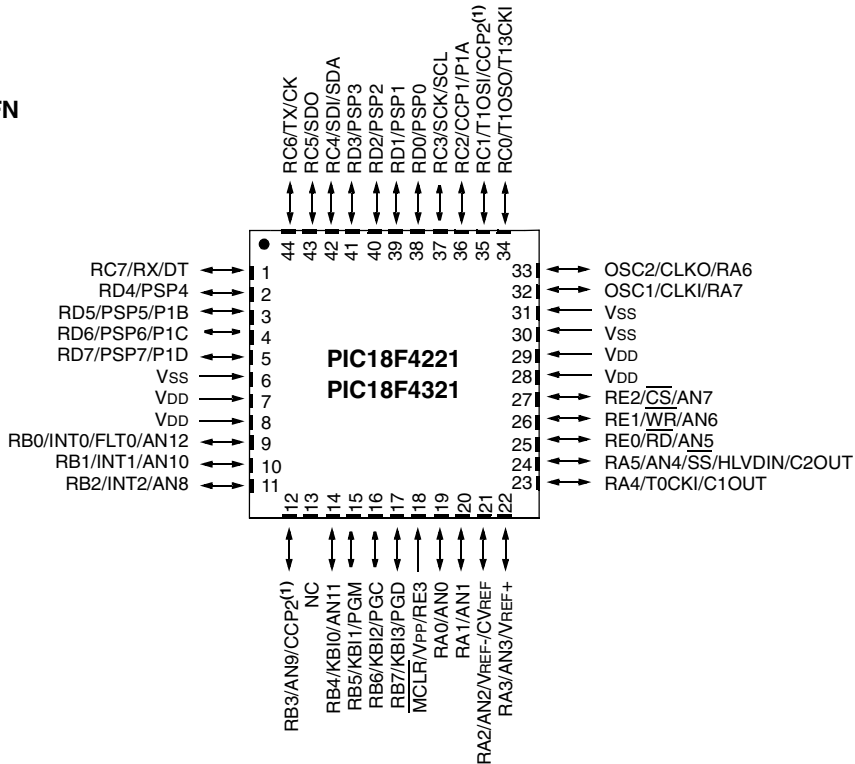 FN
RC6/TX/CK
RC5/SDO
RC4/SDI/SDA
RD3/PSP3
RD2/PSP2
RD1/PSP1
RD0/PSP0
RC3/SCK/SCL
RC2/CCP1/P1A
RC1/T1OSI/CCP2(1)
RC0/T1OSO/T13CKI
44
43
42
41
40
39
38
37
36
35
34
RC7/RX/DT 1
RD4/PSP4 2
RD5/PSP5/P1B 3
RD6/PSP6/P1C 4
RD7/PSP7/P1D 5
VSS 6
VDD 7
VDD 8
RB0/INT0/FLT0/AN12 9
RB1/INT1/AN10 10
RB2/INT2/AN8 11
PIC18F4221
PIC18F4321
33 OSC2/CLKO/RA6
32 OSC1/CLKI/RA7
31 VSS
30 VSS
29 VDD
28 VDD
27 RE2/CS/AN7
26 RE1/WR/AN6
25 RE0/RD/AN5
24 RA5/AN4/SS/HLVDIN/C2OUT
23 RA4/T0CKI/C1OUT
12
13
14
15
16
17
18
19
20
21
22
RB3/AN9/CCP2(1)
NC
RB4/KBI0/AN11
RB5/KBI1/PGM
RB6/KBI2/PGC
RB7/KBI3/PGD
MCLR/VPP/RE3
RA0/AN0
RA1/AN1
RA2/AN2/VREF-/CVREF
RA3/AN3/VREF+